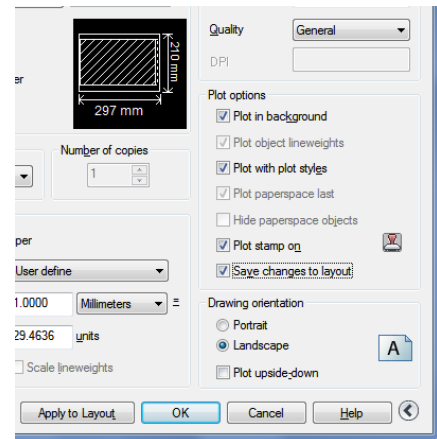 Quality
General
DPI
er
210 mm
297 mm
Plot options
Plot in background
Plot object lineweights
Number of copies
1
Plot with plot styles
Plot paperspace last
Hide paperspace objects
per
Plot stamp on
User define
Save changes to layout
1.0000
Millimeters
=
Drawing orientation
29.4636
units
Portrait
Landscape
A
Scale lineweights
Plot upside-down
Apply to Layout
OK
Cancel
Help